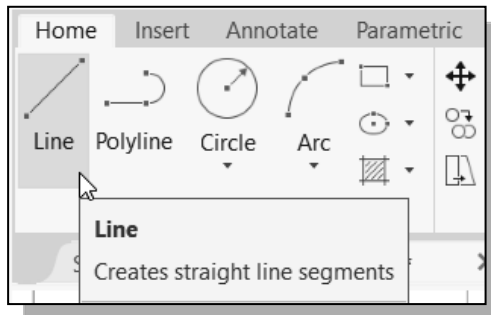 Home Insert Annotate Parametric
Line Polyline Circle Arc
Line
Creates straight line segments